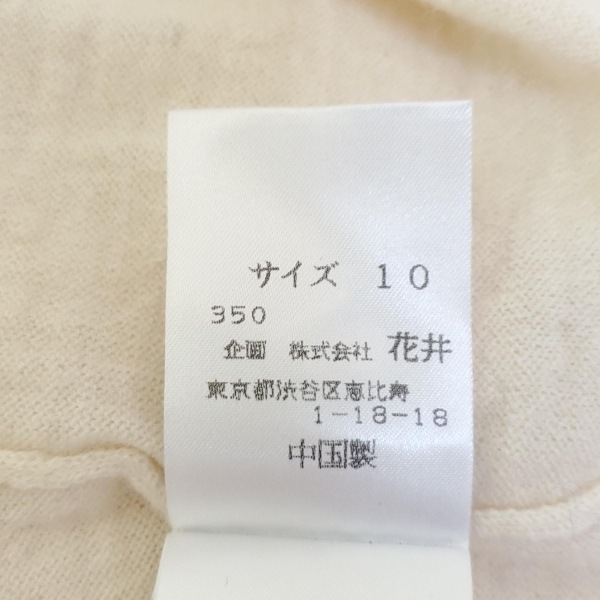 サイズ 10
350
企画 株式会社 花井
東京都渋谷区恵比寿
1-18-18
中国製